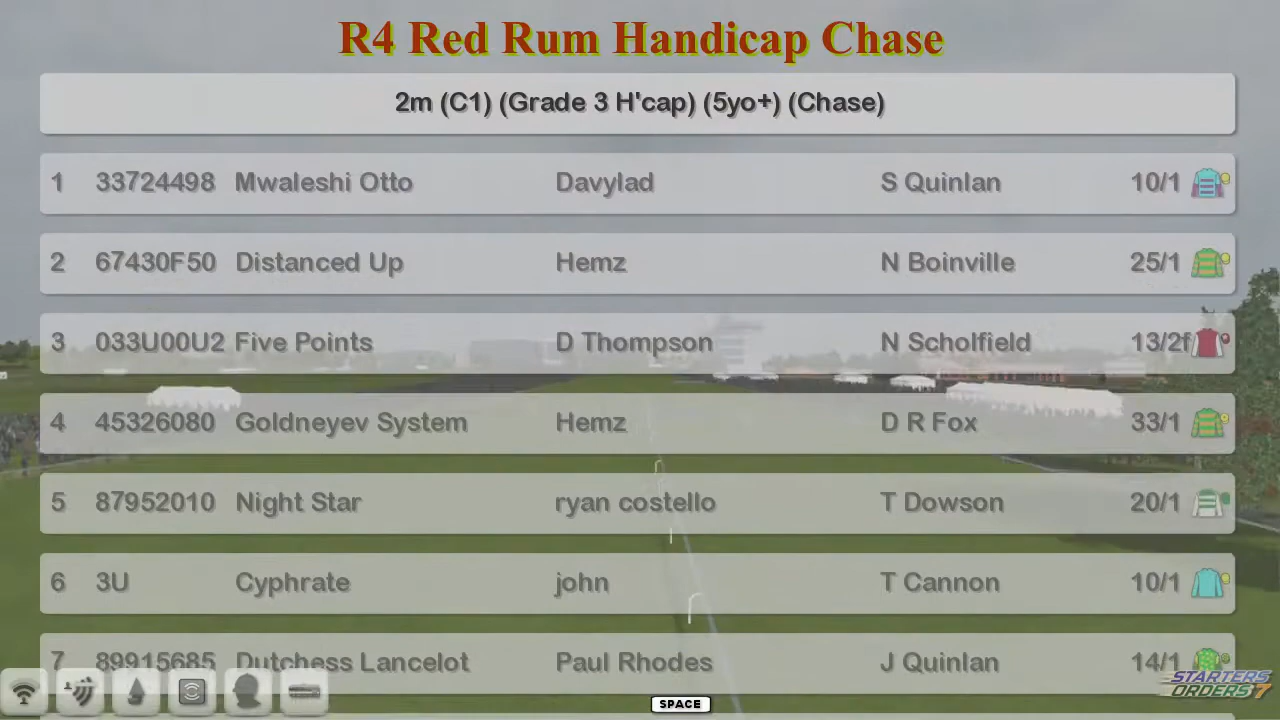 R4 Red Rum Handicap Chase
2m (C1) (Grade 3 H'cap) (5yo+) (Chase)
1 33724498 Mwaleshi Otto Davylad S Quinlan 10/1
2 67430F50 Distanced Up Hemz N Boinville 25/1
3 033U00U2 Five Points D Thompson N Scholfield 13/2f
4 45326080 Goldneyev System Hemz D R Fox 33/1
5 87952010 Night Star ryan costello T Dowson 20/1
6 3U Cyphrate john T Cannon 10/1
7 89915685 Dutchess Lancelot Paul Rhodes J Quinlan 14/1
SPACE
STARTERS
ORDERS 7